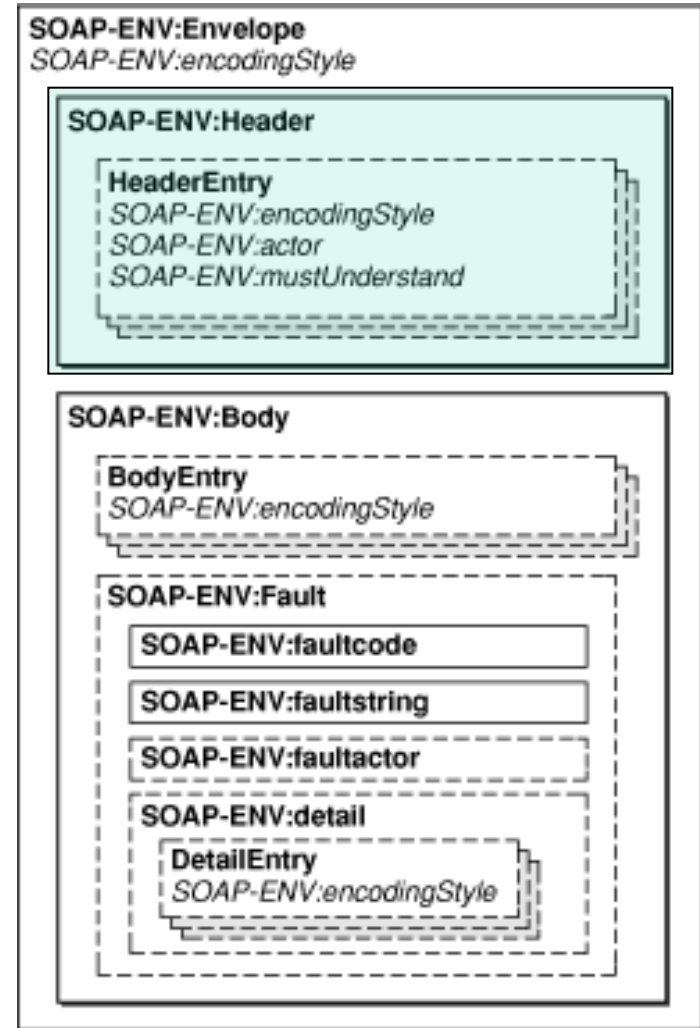 SOAP-ENV:Envelope
SOAP-ENV:encodingStyle
SOAP-ENV:Header
HeaderEntry
SOAP-ENV:encodingStyle
SOAP-ENV:actor
SOAP-ENV:mustUnderstand
SOAP-ENV:Body
BodyEntry
SOAP-ENV:encodingStyle
SOAP-ENV:Fault
SOAP-ENV:faultcode
SOAP-ENV:faultstring
SOAP-ENV:faultactor
SOAP-ENV:detail
DetailEntry
SOAP-ENV:encodingStyle